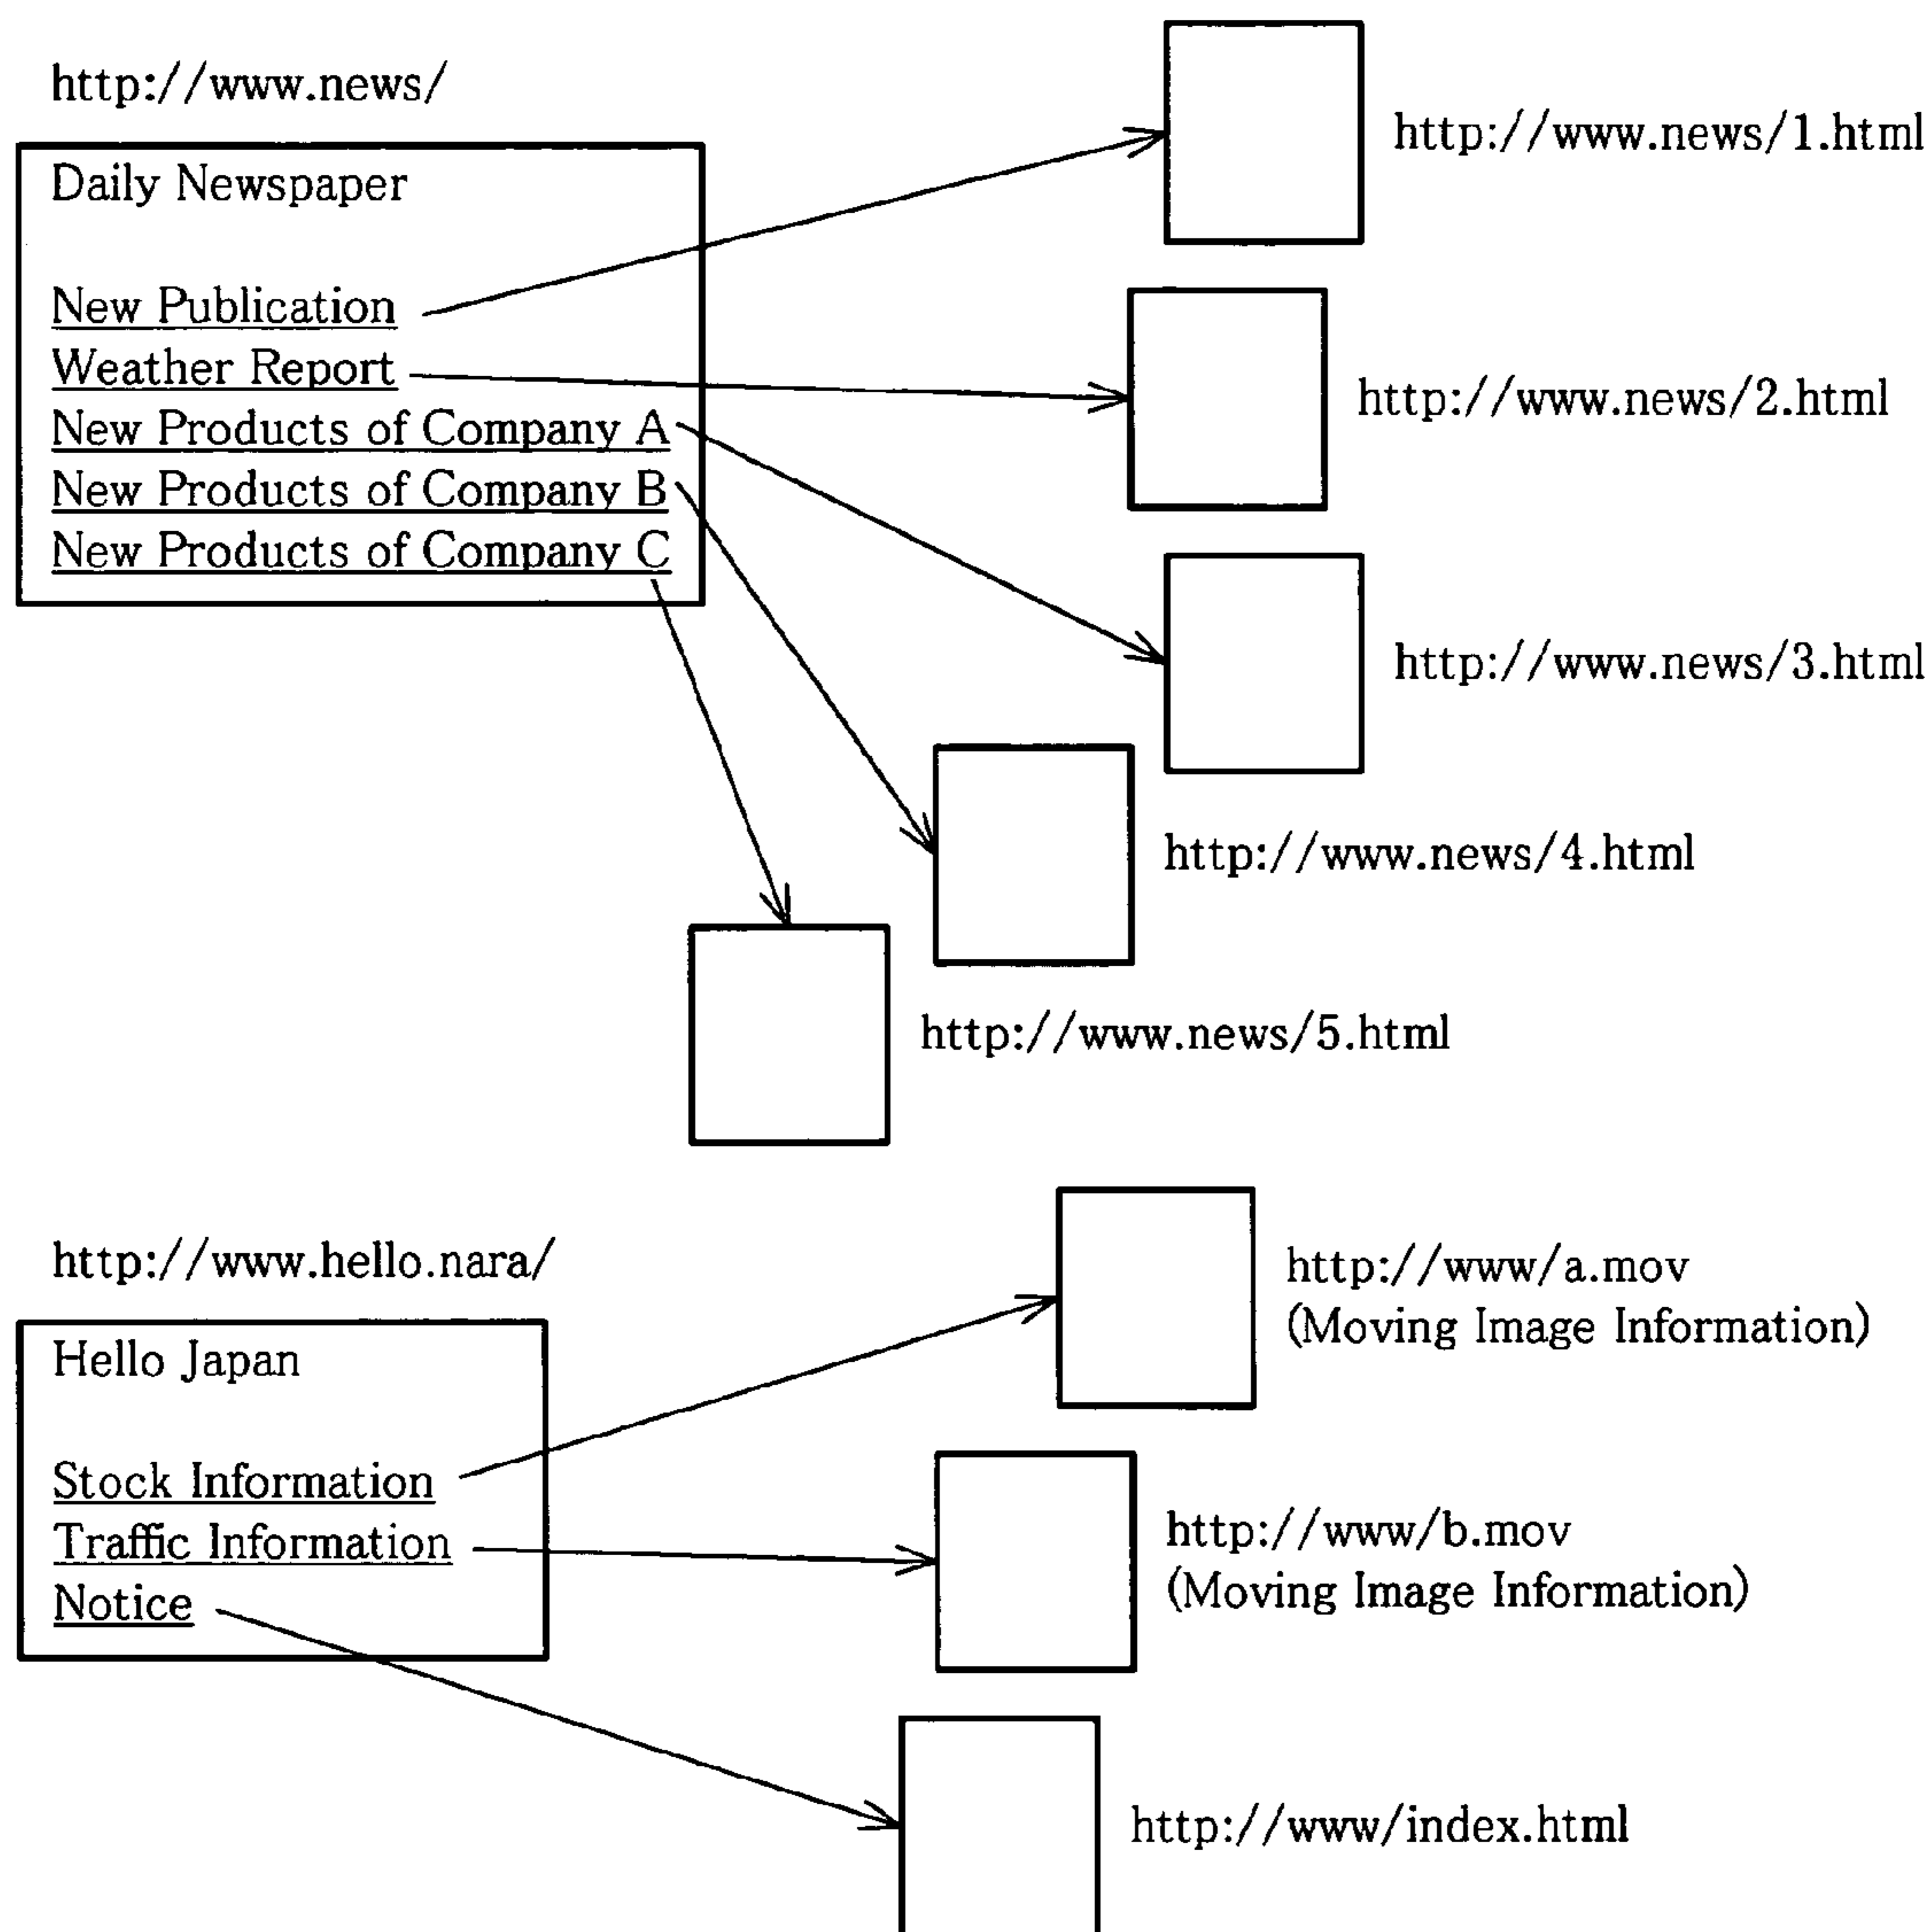 http://www.news/
Daily Newspaper
New Publication
Weather Report
New Products of Company A
New Products of Company B
New Products of Company C
http://www.news/1.html
http://www.news/2.html
http://www.news/3.html
http://www.news/4.html
http://www.news/5.html
http://www.hello.nara/
Hello Japan
Stock Information
Traffic Information
Notice
http://www/a.mov
(Moving Image Information)
http://www/b.mov
(Moving Image Information)
http://www/index.html